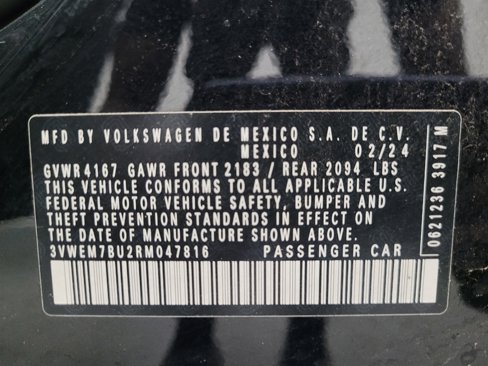 MFD BY VOLKSWAGEN DE MEXICO S.A. DE C.V.
MEXICO 02/24
GVWR 4167 GAWR FRONT 2183 / REAR 2094 LBS
THIS VEHICLE CONFORMS TO ALL APPLICABLE U.S.
FEDERAL MOTOR VEHICLE SAFETY, BUMPER AND
THEFT PREVENTION STANDARDS IN EFFECT ON
THE DATE OF MANUFACTURE SHOWN ABOVE.
3VWEM7BU2RM047816 PASSENGER CAR
0621236 3917 M